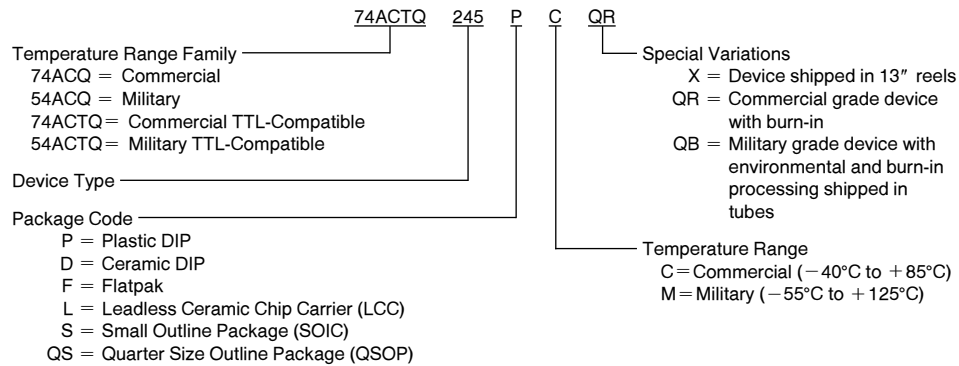 74ACTQ 245 P C QR
Temperature Range Family
74ACQ = Commercial
54ACQ = Military
74ACTQ = Commercial TTL-Compatible
54ACTQ = Military TTL-Compatible
Device Type
Package Code
P = Plastic DIP
D = Ceramic DIP
F = Flatpak
L = Leadless Ceramic Chip Carrier (LCC)
S = Small Outline Package (SOIC)
QS = Quarter Size Outline Package (QSOP)
Special Variations
X = Device shipped in 13″ reels
QR = Commercial grade device
with burn-in
QB = Military grade device with
environmental and burn-in
processing shipped in
tubes
Temperature Range
C = Commercial (−40°C to +85°C)
M = Military (−55°C to +125°C)